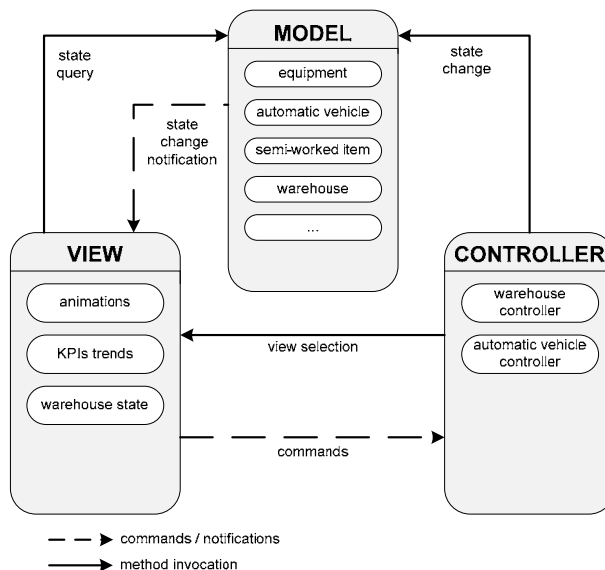 MODEL
equipment
automatic vehicle
semi-worked item
warehouse
...
state
query
state
change
notification
state
change
VIEW
animations
KPIs trends
warehouse state
CONTROLLER
warehouse
controller
automatic vehicle
controller
view selection
commands
commands / notifications
method invocation